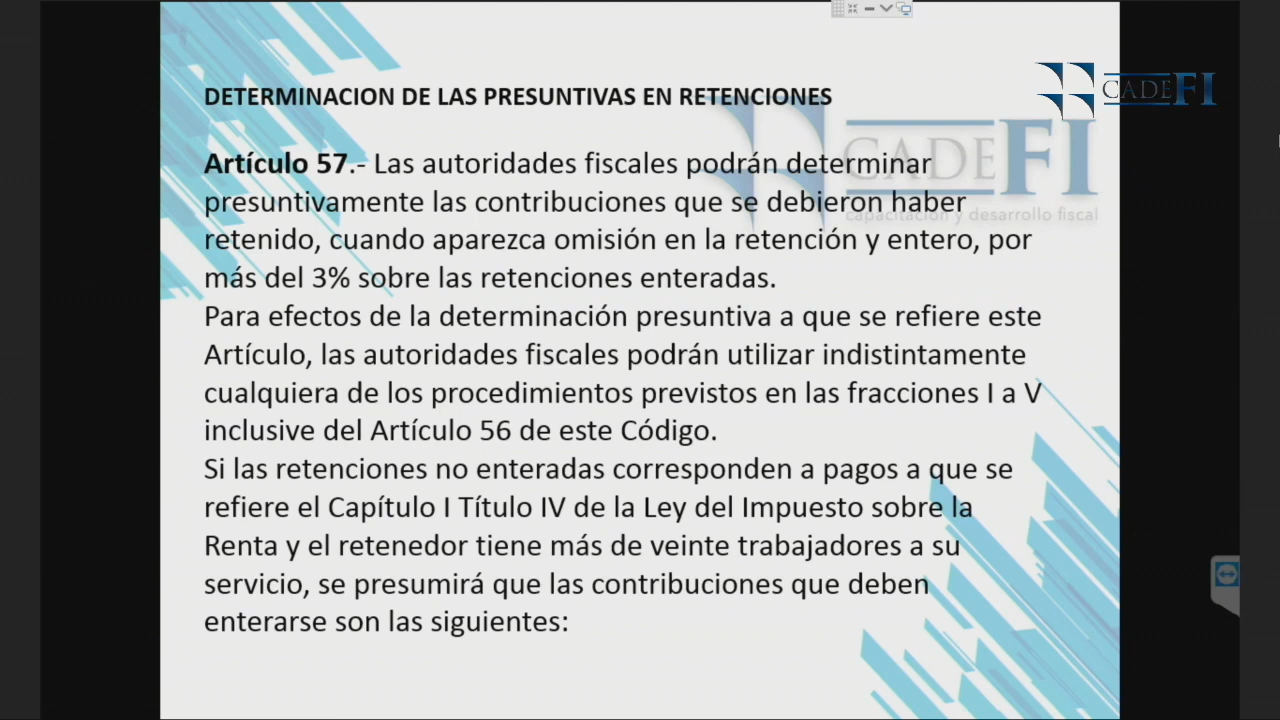 CADEFI
DETERMINACION DE LAS PRESUNTIVAS EN RETENCIONES
CADEFI
capacitación y desarrollo fiscal
Artículo 57.- Las autoridades fiscales podrán determinar
presuntivamente las contribuciones que se debieron haber
retenido, cuando aparezca omisión en la retención y entero, por
más del 3% sobre las retenciones enteradas.
Para efectos de la determinación presuntiva a que se refiere este
Artículo, las autoridades fiscales podrán utilizar indistintamente
cualquiera de los procedimientos previstos en las fracciones I a V
inclusive del Artículo 56 de este Código.
Si las retenciones no enteradas corresponden a pagos a que se
refiere el Capítulo I Título IV de la Ley del Impuesto sobre la
Renta y el retenedor tiene más de veinte trabajadores a su
servicio, se presumirá que las contribuciones que deben
enterarse son las siguientes: